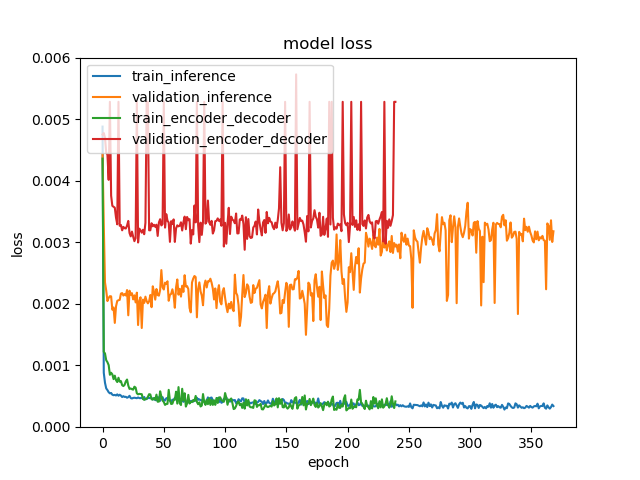 model loss
train_inference
validation_inference
train_encoder_decoder
validation_encoder_decoder
0.006
0.005
0.004
0.003
0.002
0.001
0.000
loss
0 50 100 150 200 250 300 350
epoch